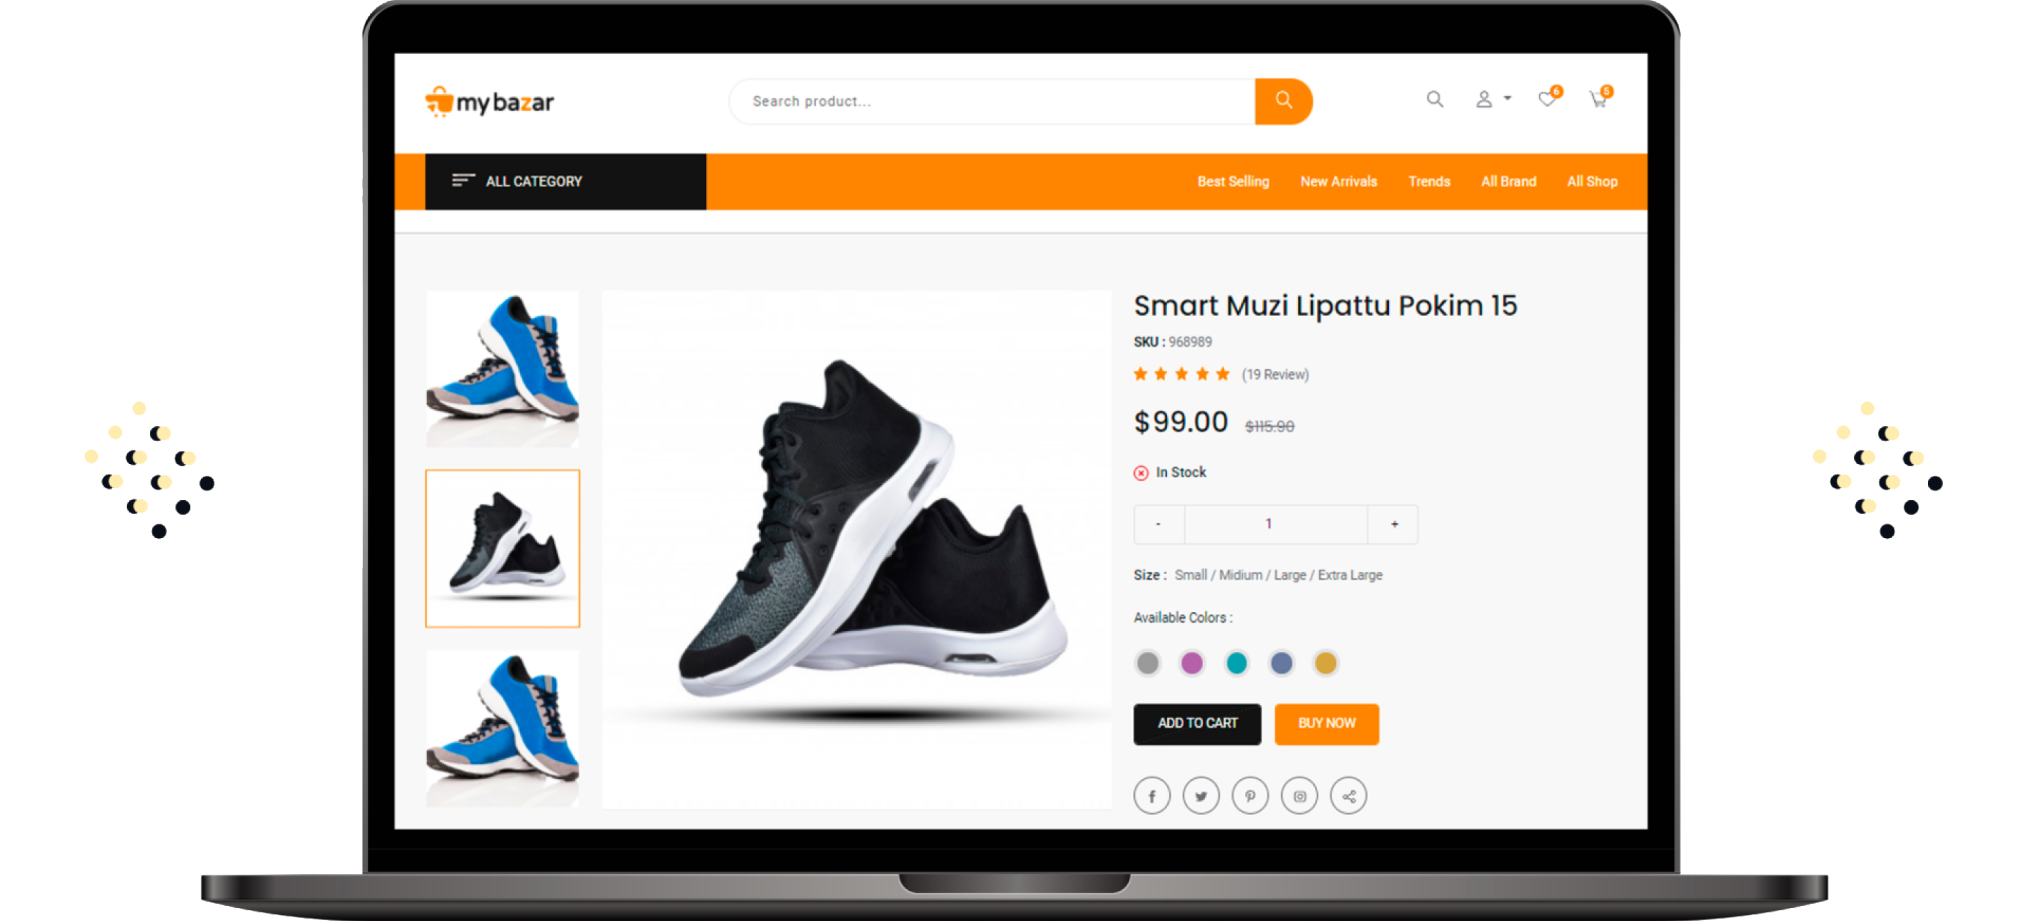 my bazar
Search product...
6
5
ALL CATEGORY
Best Selling New Arrivals Trends All Brand All Shop
Smart Muzi Lipattu Pokim 15
SKU : 968989
(19 Review)
$99.00 $115.90
In Stock
- 1 +
Size : Small / Midium / Large / Extra Large
Available Colors :
ADD TO CART BUY NOW